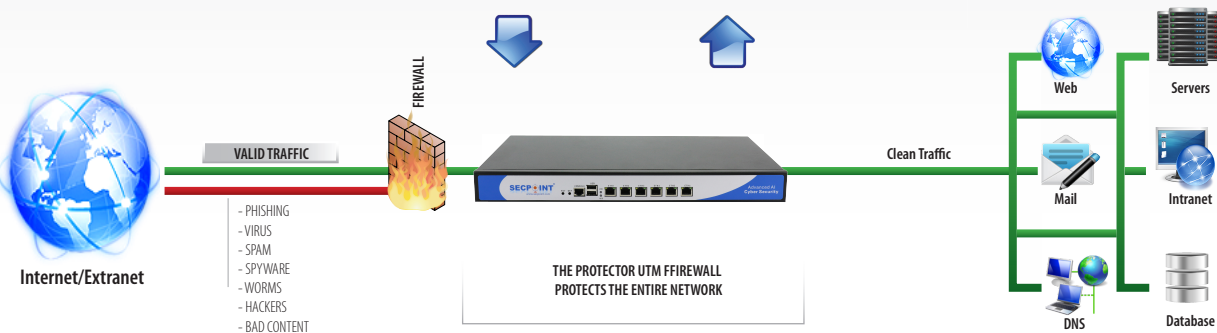 FIREWALL
VALID TRAFFIC
- PHISHING
- VIRUS
- SPAM
- SPYWARE
- WORMS
- HACKERS
- BAD CONTENT
Internet/Extranet
SECPOINT
Advanced AI
Cyber Security
THE PROTECTOR UTM FFIREWALL
PROTECTS THE ENTIRE NETWORK
Clean Traffic
Web
Servers
Mail
Intranet
DNS
Database